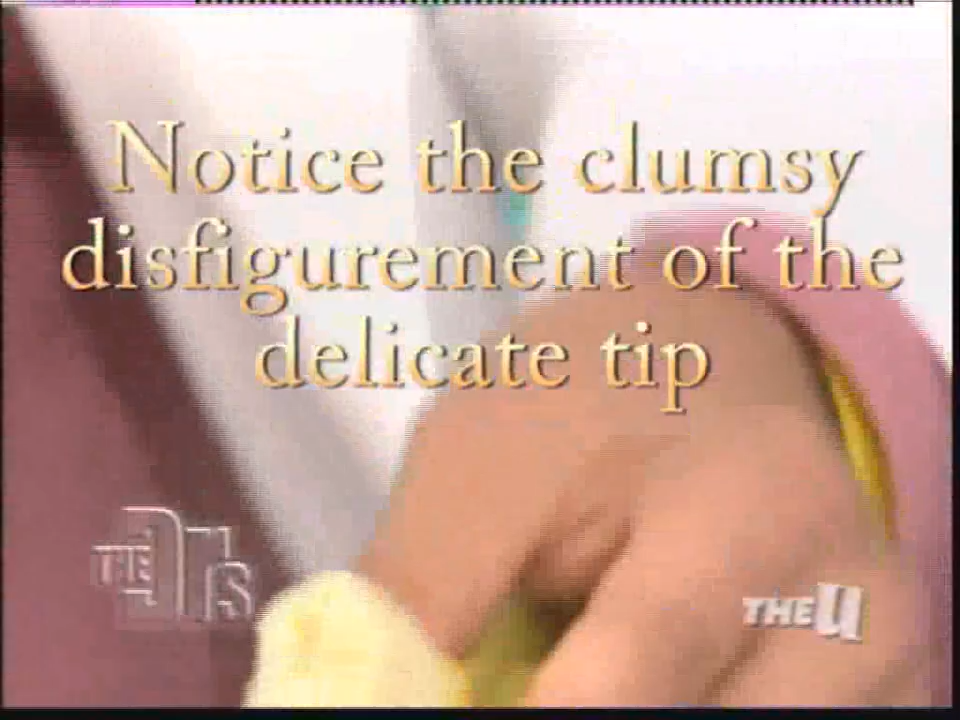 Notice the clumsy
disfigurement of the
delicate tip
THE Drs
THE U